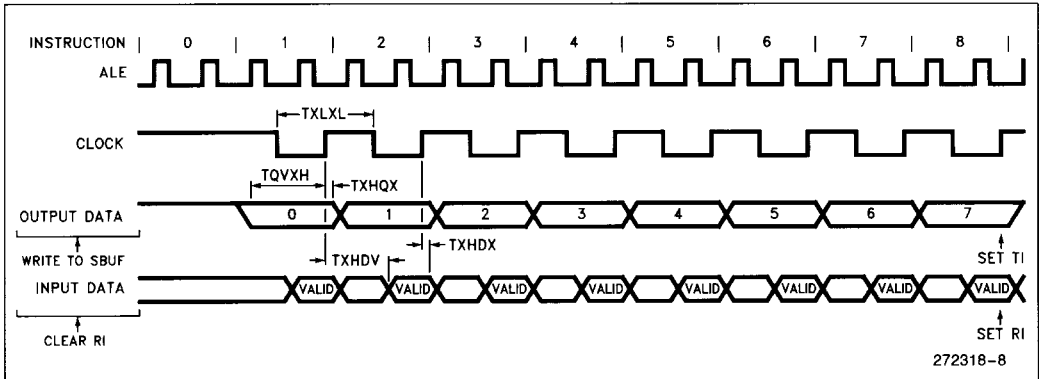 INSTRUCTION | 0 | 1 | 2 | 3 | 4 | 5 | 6 | 7 | 8 |
ALE
TXLXL
CLOCK
TQVXH TXHQX
OUTPUT DATA 0 1 2 3 4 5 6 7
TXHDX
WRITE TO SBUF TXHDV SET TI
INPUT DATA VALID VALID VALID VALID VALID VALID VALID VALID
CLEAR RI SET RI
272318-8